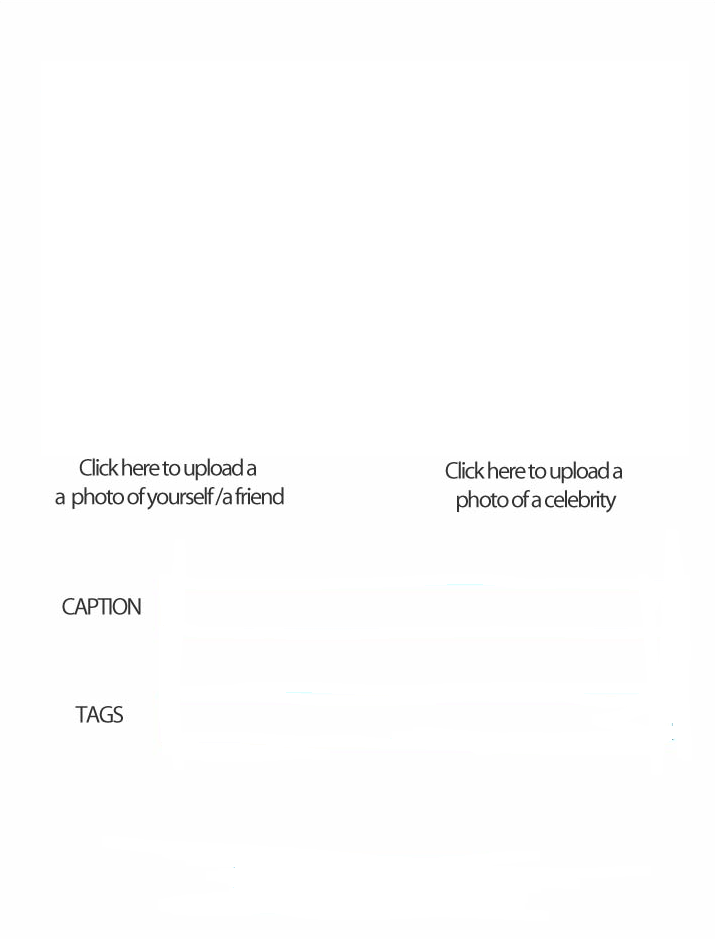 Click here to upload a
a photo of yourself /a friend
Click here to upload a
photo of a celebrity
CAPTION
TAGS